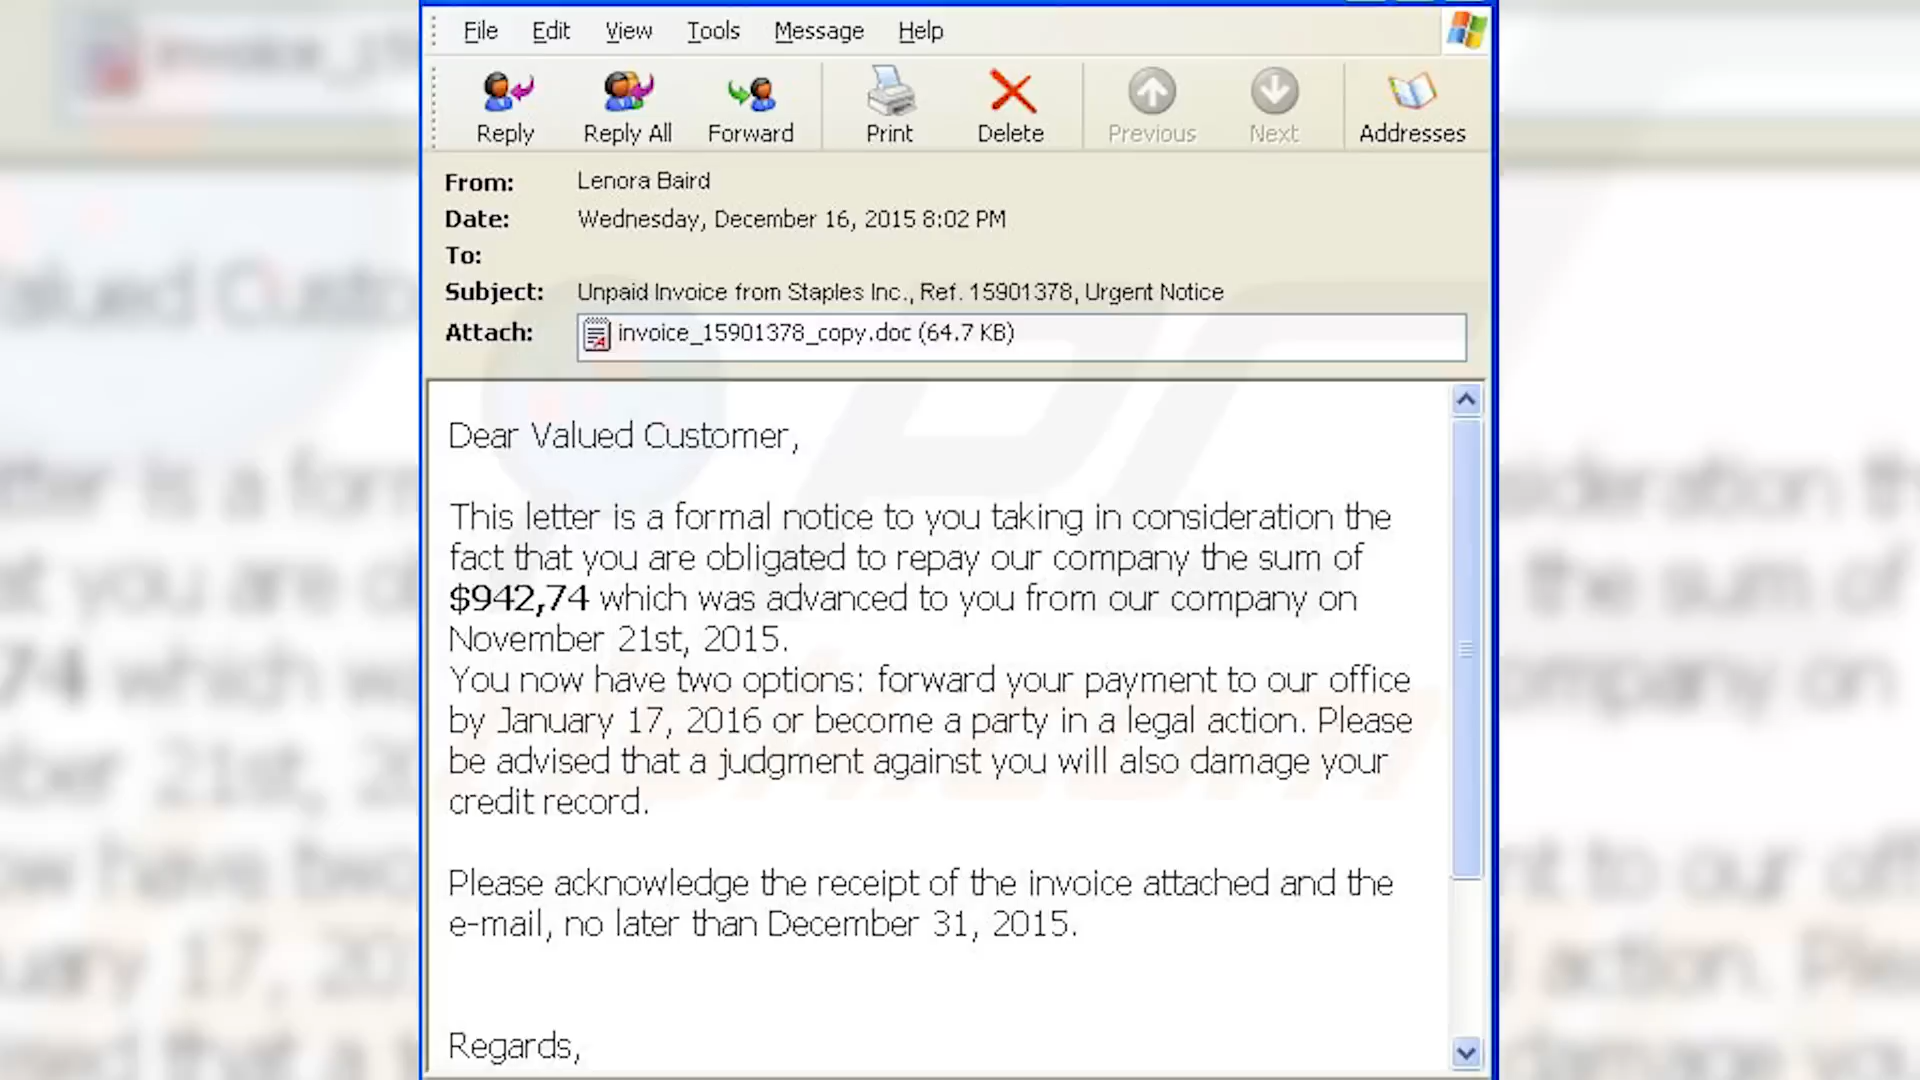 File Edit View Tools Message Help
Reply Reply All Forward Print Delete Previous Next Addresses
From: Lenora Baird
Date: Wednesday, December 16, 2015 8:02 PM
To:
Subject: Unpaid Invoice from Staples Inc., Ref. 15901378, Urgent Notice
Attach: invoice_15901378_copy.doc (64.7 KB)
Dear Valued Customer,
This letter is a formal notice to you taking in consideration the
fact that you are obligated to repay our company the sum of
$942,74 which was advanced to you from our company on
November 21st, 2015.
You now have two options: forward your payment to our office
by January 17, 2016 or become a party in a legal action. Please
be advised that a judgment against you will also damage your
credit record.
Please acknowledge the receipt of the invoice attached and the
e-mail, no later than December 31, 2015.
Regards,